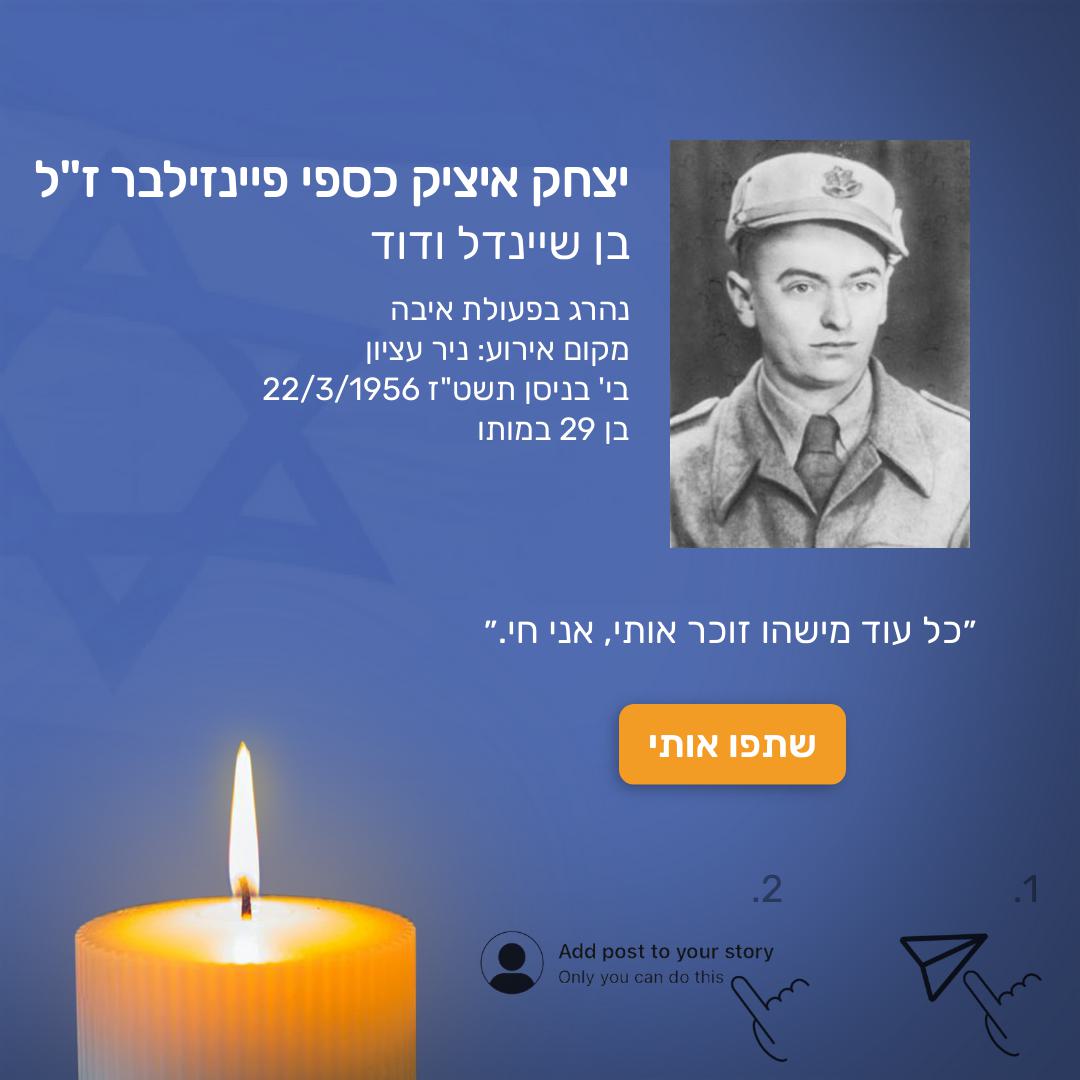 יצחק איציק כספי פיינזילבר ז"ל
בן שיינדל ודוד
נהרג בפעולת איבה
מקום אירוע: ניר עציון
בי' בניסן תשט"ז 22/3/1956
בן 29 במותו
״כל עוד מישהו זוכר אותי, אני חי.״
שתפו אותי
.1
.2
Add post to your story
Only you can do this